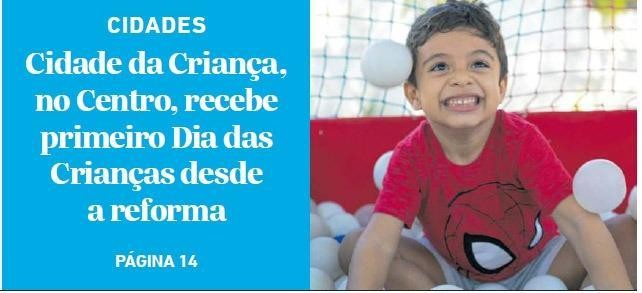 CIDADES
Cidade da Criança,
no Centro, recebe
primeiro Dia das
Crianças desde
a reforma
PÁGINA 14